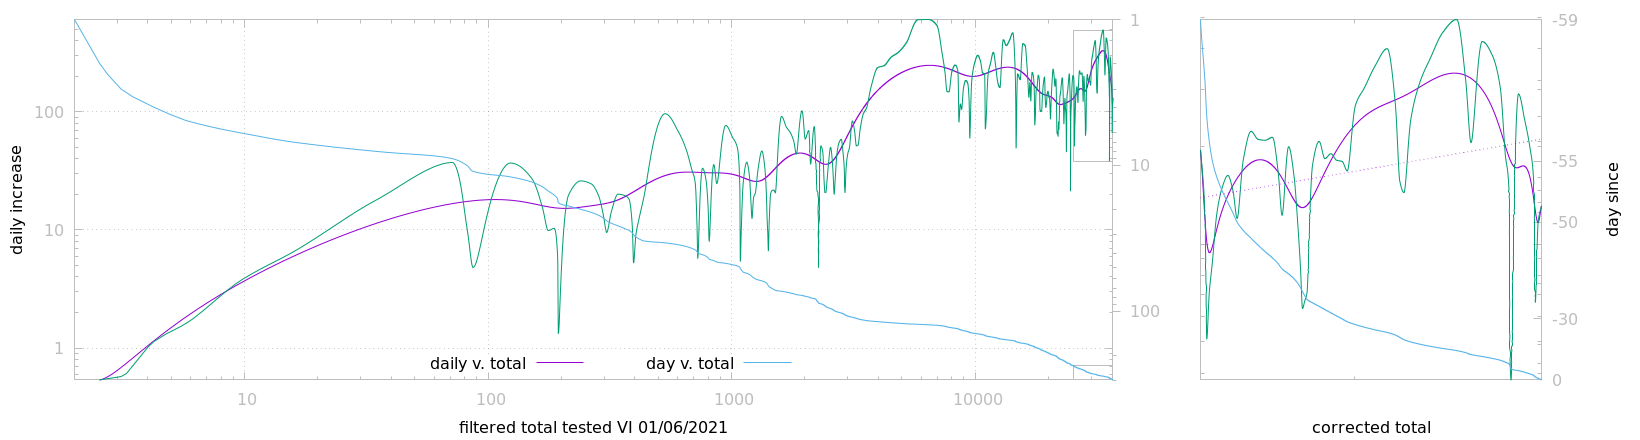 daily increase
100
10
1
10
100
1000
10000
filtered total tested VI 01/06/2021
daily v. total
day v. total
1
10
100
-59
-55
-50
-30
0
day since
corrected total